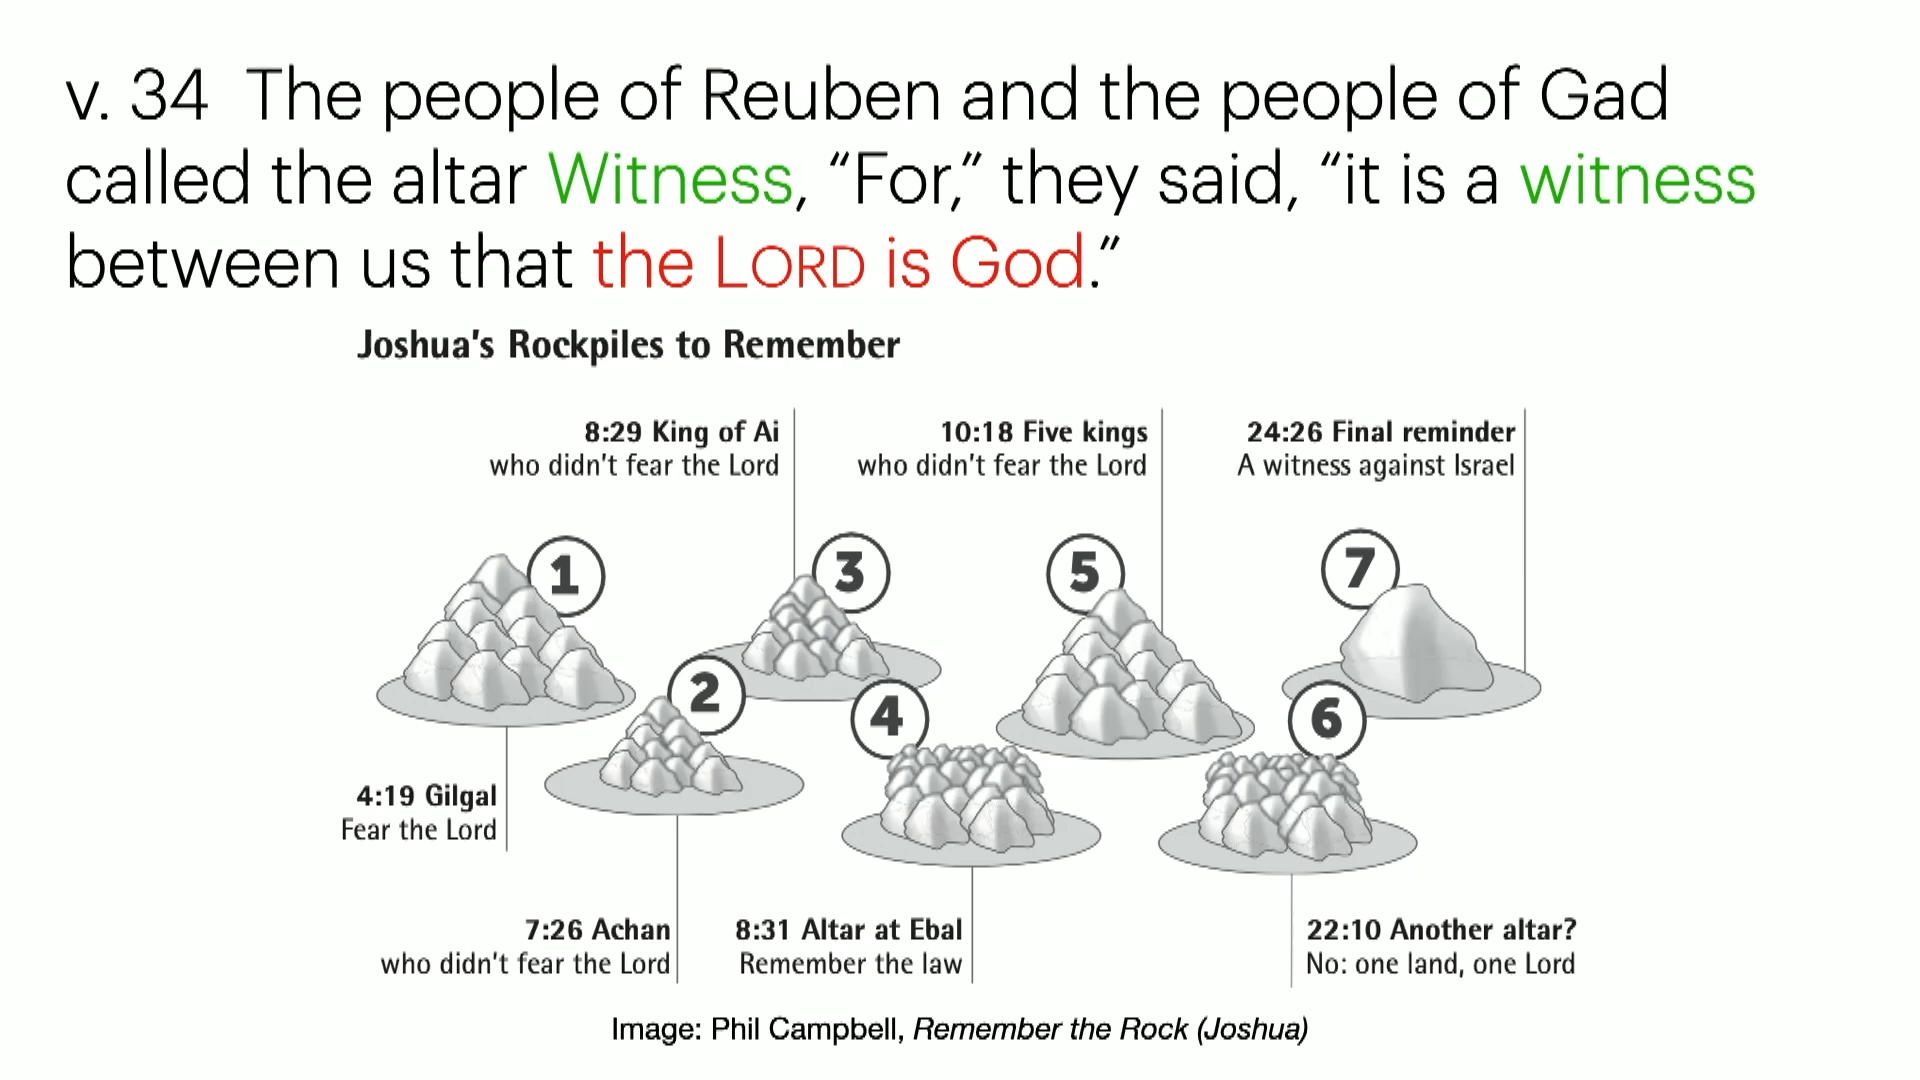 v. 34 The people of Reuben and the people of Gad
called the altar Witness, “For,” they said, “it is a witness
between us that the LORD is God.”
Joshua's Rockpiles to Remember
8:29 King of Ai
who didn't fear the Lord
10:18 Five kings
who didn't fear the Lord
24:26 Final reminder
A witness against Israel
1
3
5
7
2
4
6
4:19 Gilgal
Fear the Lord
7:26 Achan
who didn't fear the Lord
8:31 Altar at Ebal
Remember the law
22:10 Another altar?
No: one land, one Lord
Image: Phil Campbell, Remember the Rock (Joshua)